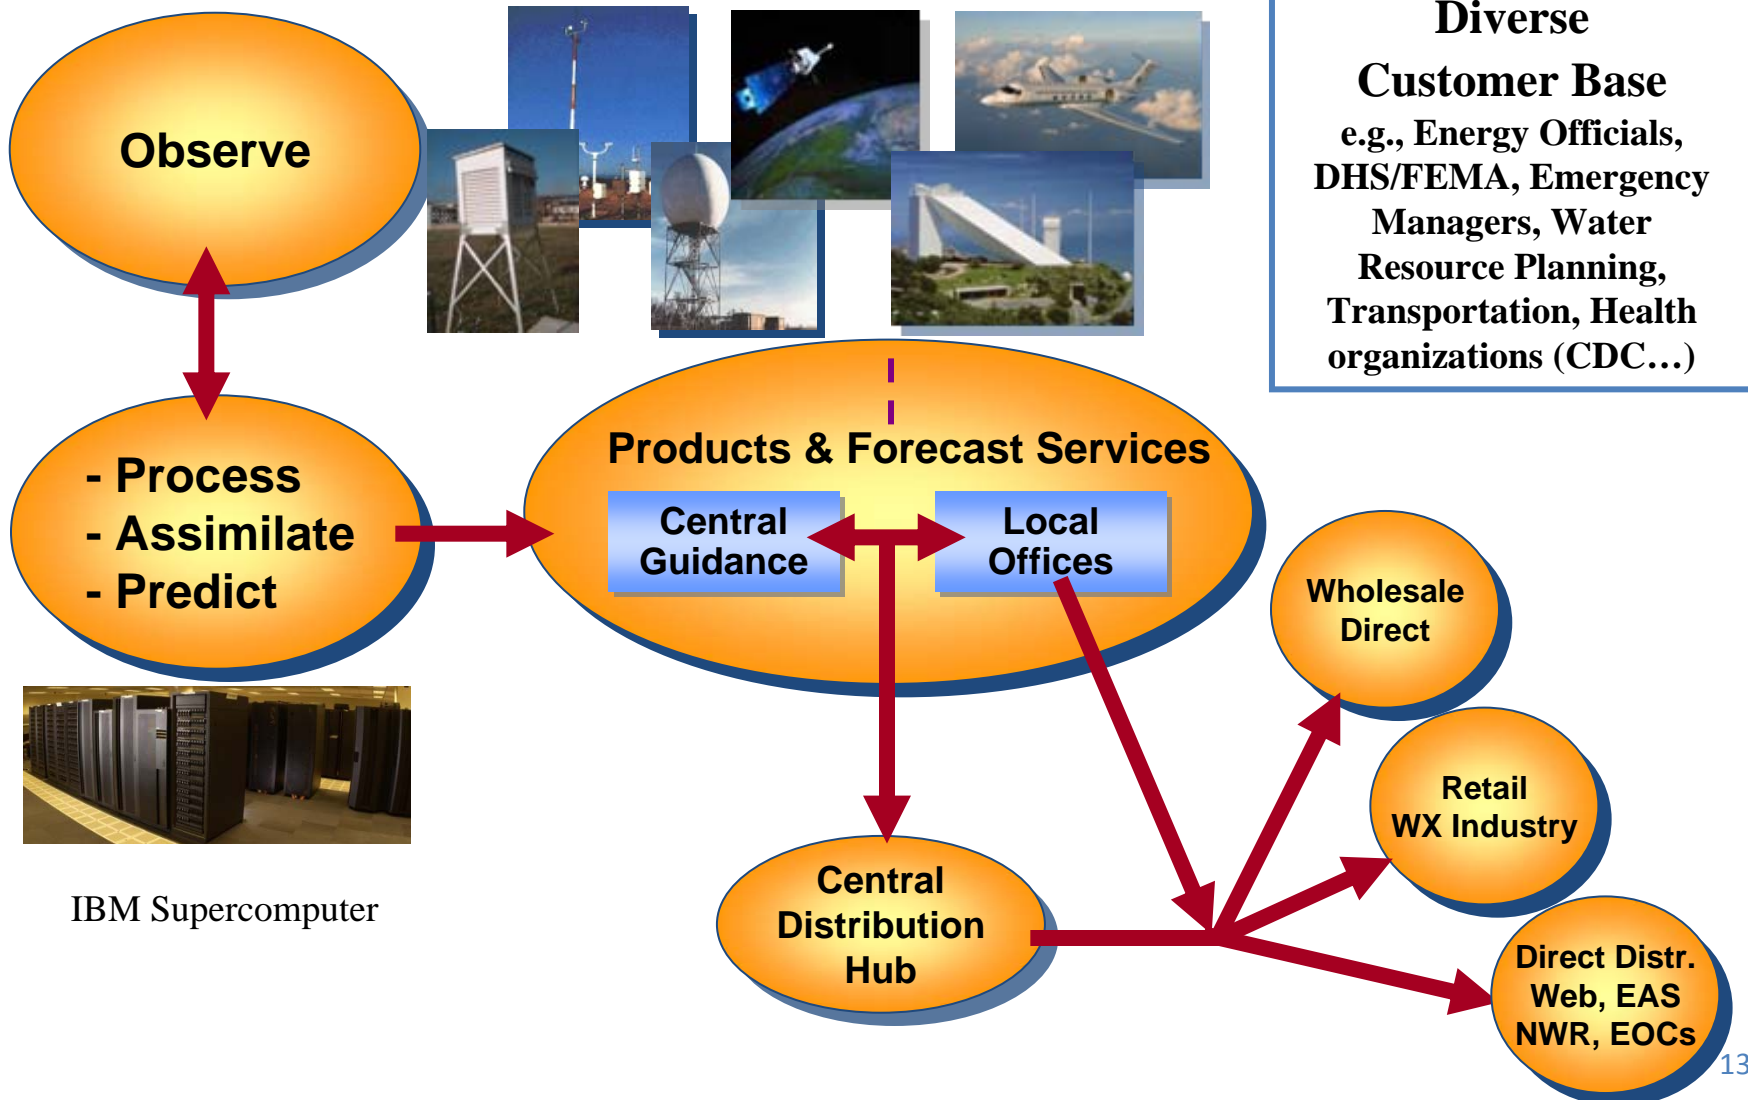 Observe
Diverse
Customer Base
e.g., Energy Officials,
DHS/FEMA, Emergency
Managers, Water
Resource Planning,
Transportation, Health
organizations (CDC…)
- Process
- Assimilate
- Predict
Products & Forecast Services
Central
Guidance
Local
Offices
Wholesale
Direct
Retail
WX Industry
Central
Distribution
Hub
Direct Distr.
Web, EAS
NWR, EOCs
IBM Supercomputer
13